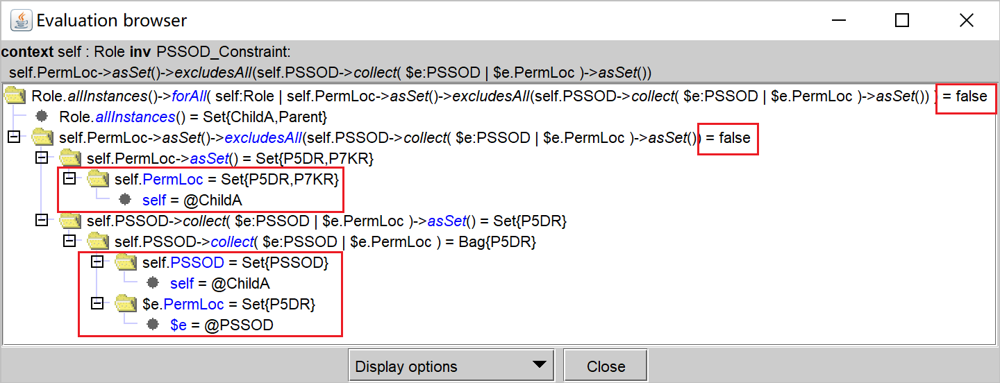 Evaluation browser
context self : Role inv PSSOD_Constraint:
self.PermLoc->asSet()->excludesAll(self.PSSOD->collect( $e:PSSOD | $e.PermLoc )->asSet())
Role.allInstances()->forAll( self:Role | self.PermLoc->asSet()->excludesAll(self.PSSOD->collect( $e:PSSOD | $e.PermLoc )->asSet()) ) = false
Role.allInstances() = Set{ChildA,Parent}
self.PermLoc->asSet()->excludesAll(self.PSSOD->collect( $e:PSSOD | $e.PermLoc )->asSet()) = false
self.PermLoc->asSet() = Set{P5DR,P7KR}
self.PermLoc = Set{P5DR,P7KR}
self = @ChildA
self.PSSOD->collect( $e:PSSOD | $e.PermLoc )->asSet() = Set{P5DR}
self.PSSOD->collect( $e:PSSOD | $e.PermLoc ) = Bag{P5DR}
self.PSSOD = Set{PSSOD}
self = @ChildA
$e.PermLoc = Set{P5DR}
$e = @PSSOD
Display options Close